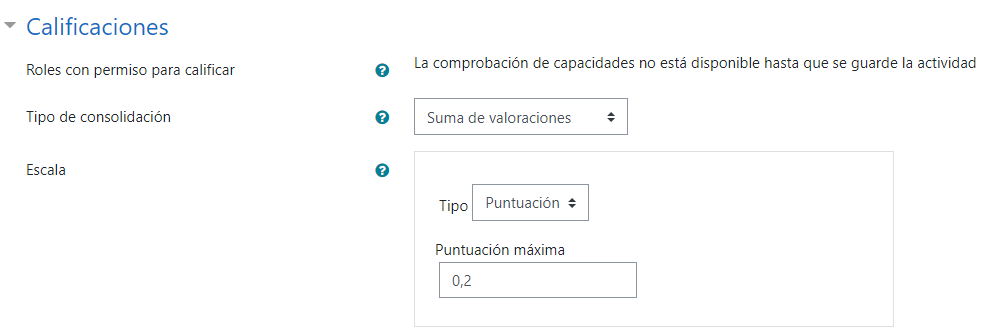 Calificaciones
Roles con permiso para calificar
La comprobación de capacidades no está disponible hasta que se guarde la actividad
Tipo de consolidación
Suma de valoraciones
Escala
Tipo Puntuación
Puntuación máxima
0,2